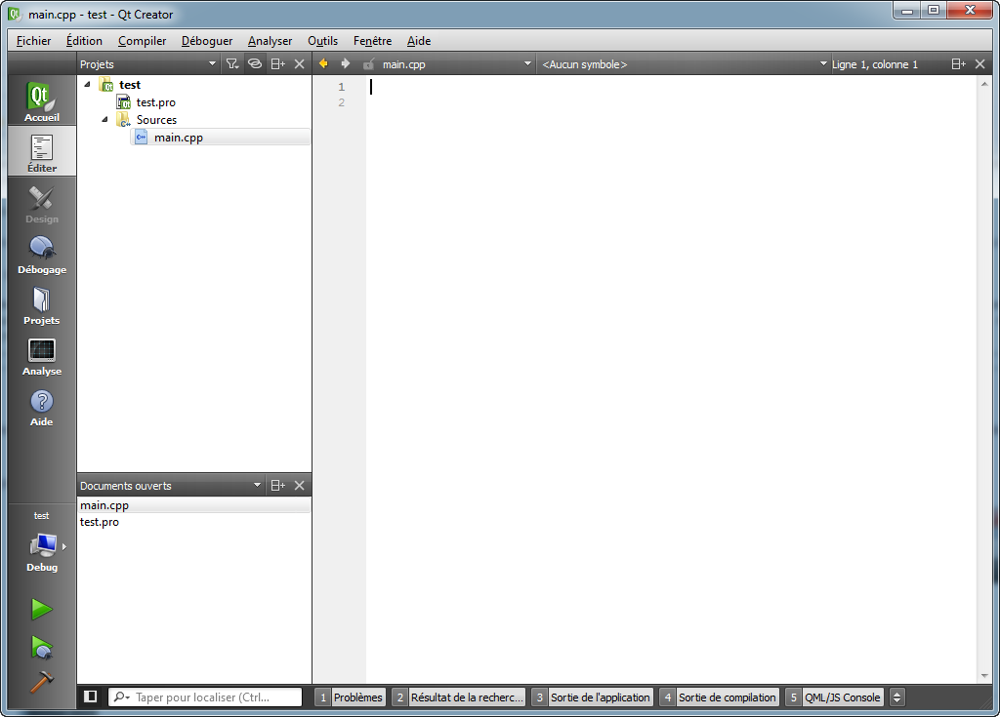 main.cpp - test - Qt Creator
Fichier Édition Compiler Déboguer Analyser Outils Fenêtre Aide
Projets main.cpp <Aucun symbole> Ligne 1, colonne 1
test
test.pro
Sources
main.cpp
1
2
Qt
Accueil
Éditer
Design
Débogage
Projets
Analyse
Aide
Documents ouverts
main.cpp
test.pro
test
Debug
Taper pour localiser (Ctrl... 1 Problèmes 2 Résultat de la recherc... 3 Sortie de l'application 4 Sortie de compilation 5 QML/JS Console